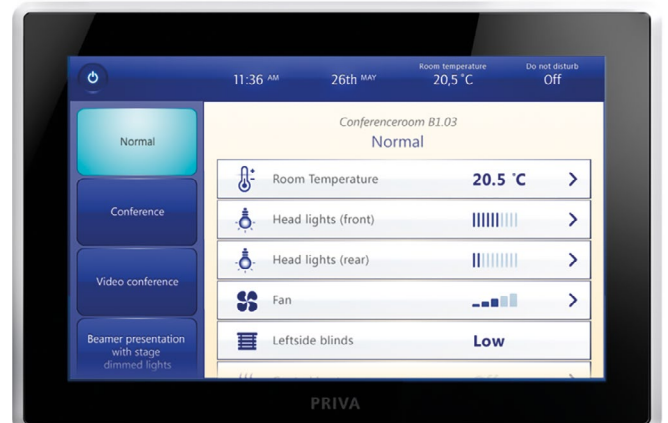 Room temperature
Do not disturb
11:36 AM
26th MAY
20,5 °C
Off
Conferenceroom B1.03
Normal
Normal
Room Temperature
20.5 °C
Conference
Head lights (front)
Head lights (rear)
Video conference
Fan
Beamer presentation
with stage
dimmed lights
Leftside blinds
Low
PRIVA